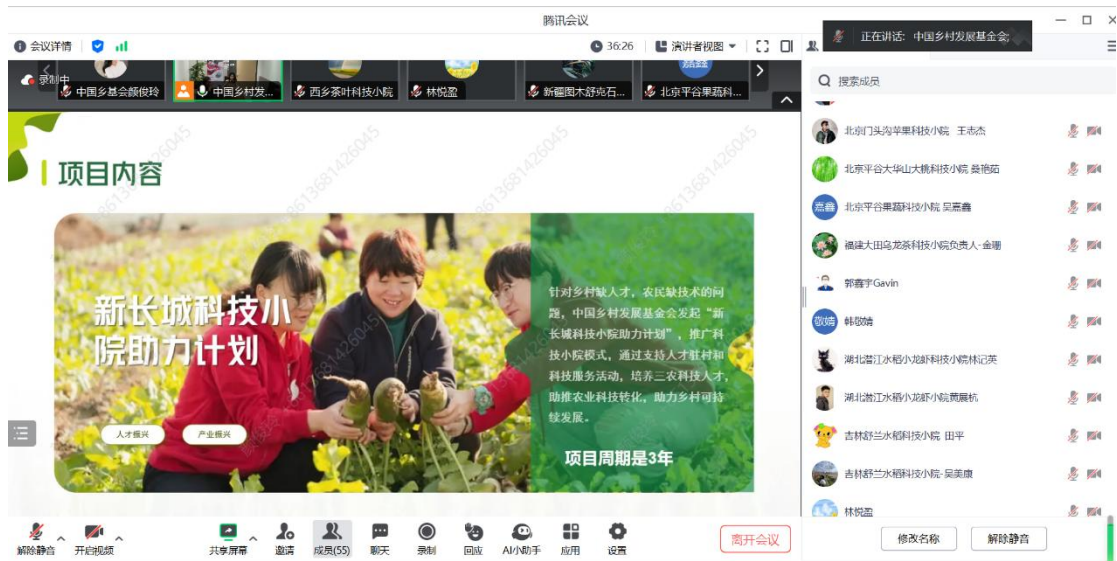 腾讯会议
会议详情
36:26
演讲者视图
正在讲话: 中国乡村发展基金会;
录制中
中国乡基会颜俊玲
中国乡村发...
西乡茶叶科技小院
林悦盈
新疆图木舒克石...
嘉鑫
北京平谷果蔬科...
搜索成员
项目内容
新长城科技小
院助力计划
人才振兴
产业振兴
针对乡村缺人才，农民缺技术的问
题，中国乡村发展基金会发起“新
长城科技小院助力计划”，推广科
技小院模式，通过支持人才驻村和
科技服务活动，培养三农科技人才，
助推农业科技转化，助力乡村可持
续发展。
项目周期是3年
北京门头沟苹果科技小院 王志杰
北京平谷大华山大桃科技小院 聂艳茹
嘉鑫
北京平谷果蔬科技小院 吴嘉鑫
福建大田乌龙茶科技小院负责人-金珊
郭鑫宇Gavin
敬婧
韩敬婧
湖北潜江水稻小龙虾科技小院林记英
湖北潜江水稻小龙虾小院黄展杭
吉林舒兰水稻科技小院 田平
吉林舒兰水稻科技小院-吴美康
林悦盈
修改名称
解除静音
解除静音
开启视频
共享屏幕
邀请
成员(55)
聊天
录制
回应
AI小助手
应用
设置
离开会议